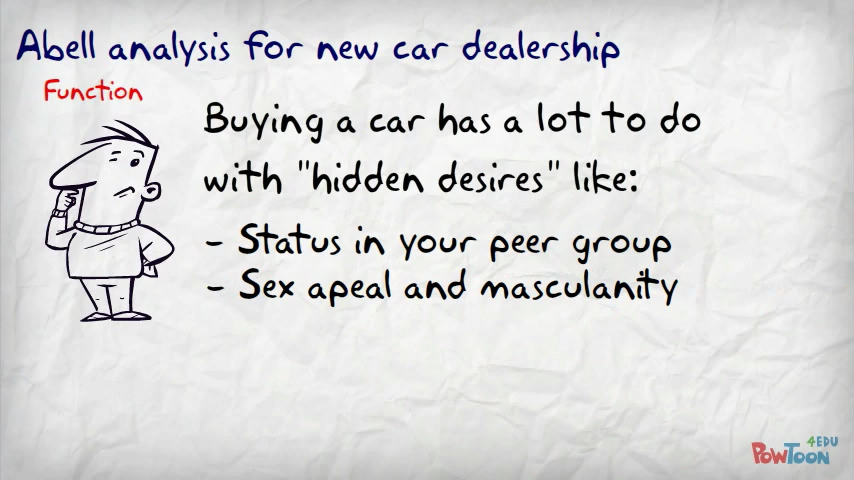 Abell analysis for new car dealership
Function
Buying a car has a lot to do
with "hidden desires" like:
- Status in your peer group
- Sex apeal and masculanity
4EDU
PowToon